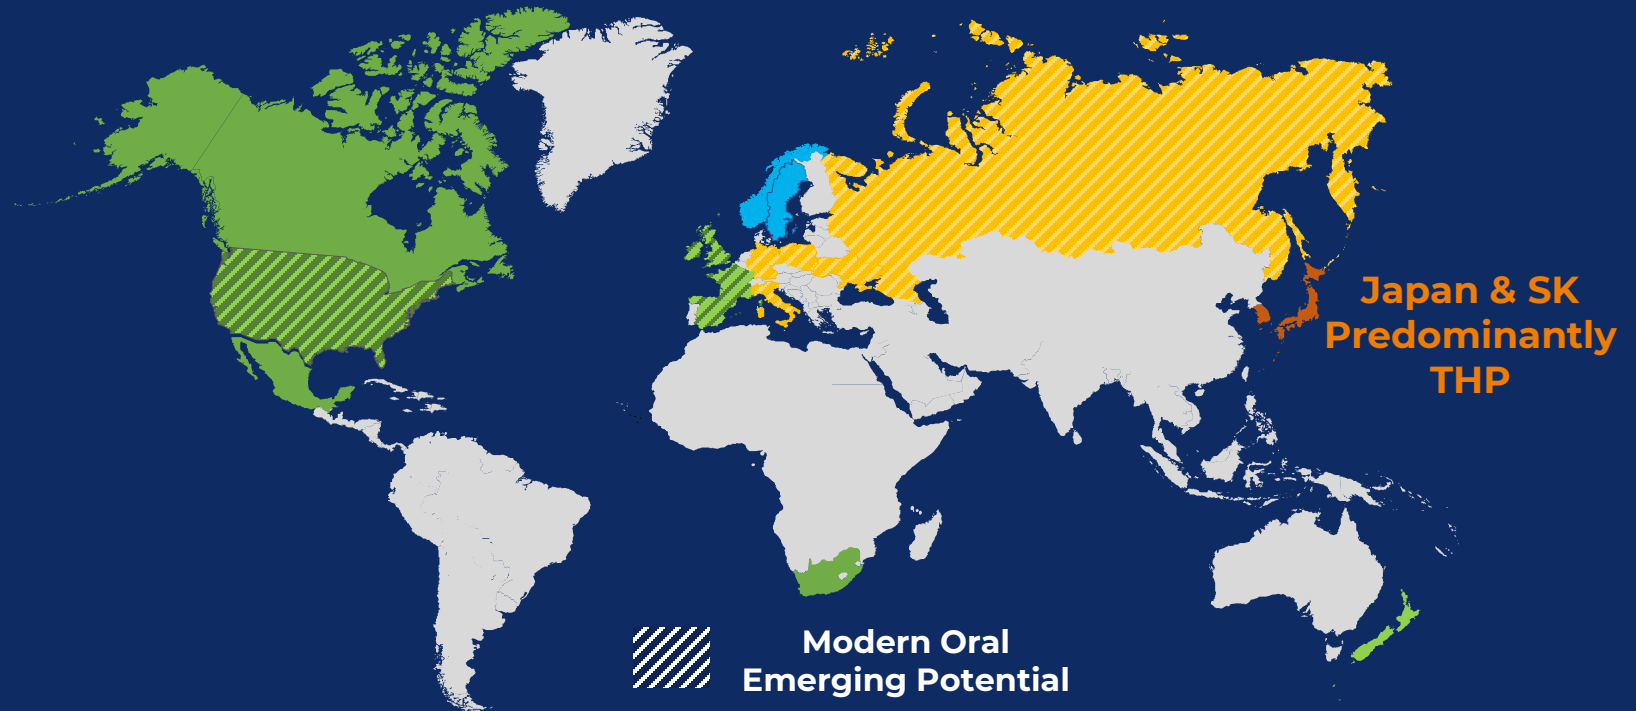 Japan & SK
Predominantly
THP
Modern Oral
Emerging Potential